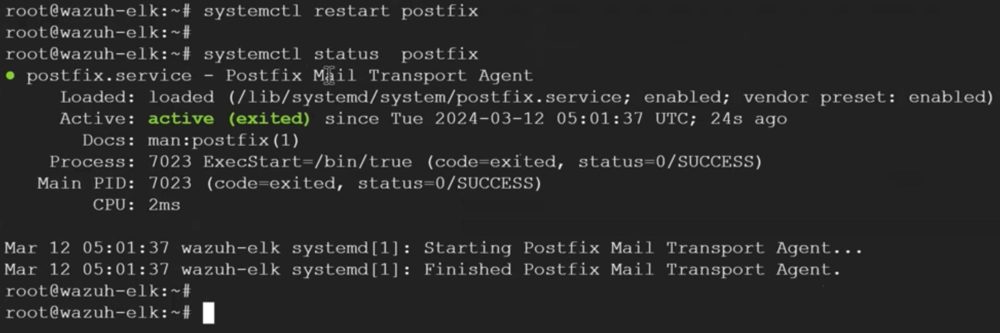 root@wazuh-elk:~# systemctl restart postfix
root@wazuh-elk:~#
root@wazuh-elk:~# systemctl status  postfix
● postfix.service - Postfix Mail Transport Agent
     Loaded: loaded (/lib/systemd/system/postfix.service; enabled; vendor preset: enabled)
     Active: active (exited) since Tue 2024-03-12 05:01:37 UTC; 24s ago
       Docs: man:postfix(1)
    Process: 7023 ExecStart=/bin/true (code=exited, status=0/SUCCESS)
   Main PID: 7023 (code=exited, status=0/SUCCESS)
        CPU: 2ms

Mar 12 05:01:37 wazuh-elk systemd[1]: Starting Postfix Mail Transport Agent...
Mar 12 05:01:37 wazuh-elk systemd[1]: Finished Postfix Mail Transport Agent.
root@wazuh-elk:~#
root@wazuh-elk:~#